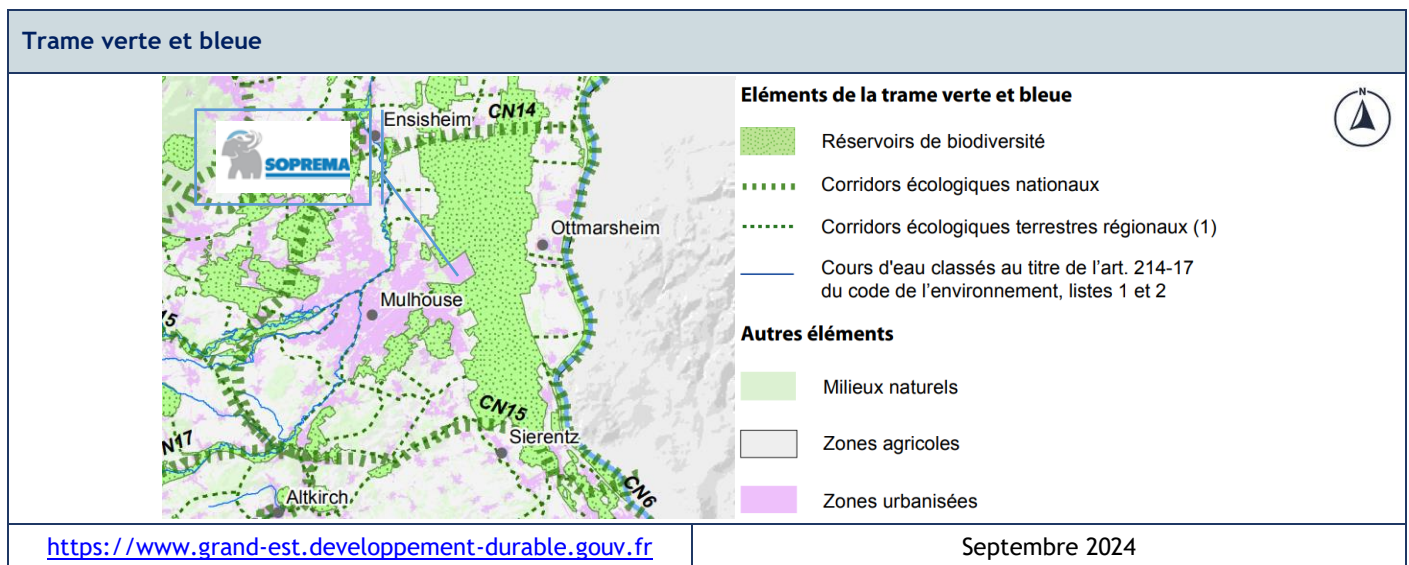 Trame verte et bleue
Ensisheim
CN14
SOPREMA
Ottmarsheim
Mulhouse
15
CN15
Sierentz
N17
Altkirch
CN6
Eléments de la trame verte et bleue
N
Réservoirs de biodiversité
Corridors écologiques nationaux
Corridors écologiques terrestres régionaux (1)
Cours d'eau classés au titre de l'art. 214-17
du code de l'environnement, listes 1 et 2
Autres éléments
Milieux naturels
Zones agricoles
Zones urbanisées
https://www.grand-est.developpement-durable.gouv.fr
Septembre 2024